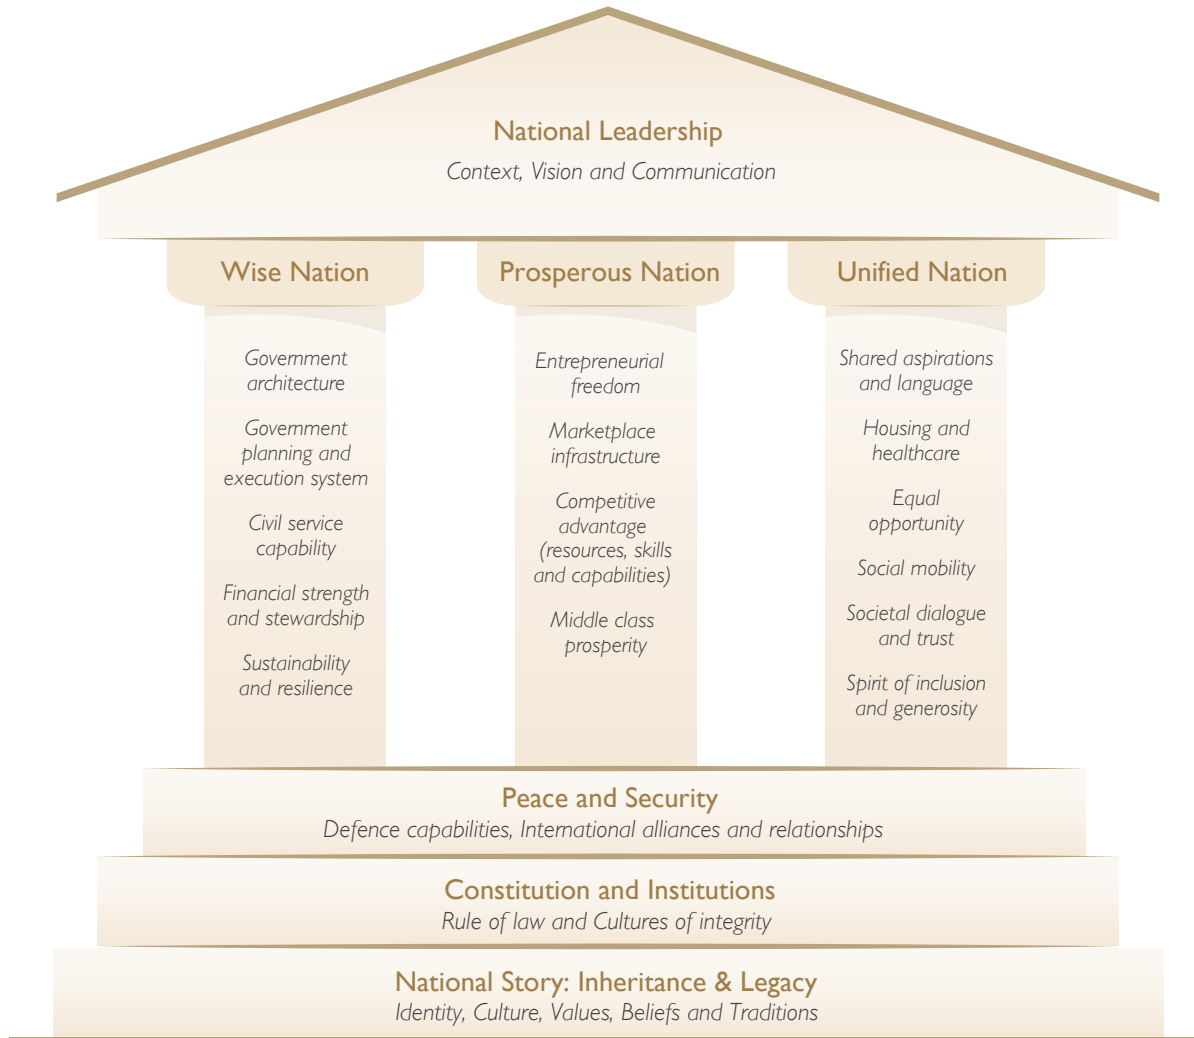 National Leadership
Context, Vision and Communication
Wise Nation
Government
architecture
Government
planning and
execution system
Civil service
capability
Financial strength
and stewardship
Sustainability
and resilience
Prosperous Nation
Entrepreneurial
freedom
Marketplace
infrastructure
Competitive
advantage
(resources, skills
and capabilities)
Middle class
prosperity
Unified Nation
Shared aspirations
and language
Housing and
healthcare
Equal
opportunity
Social mobility
Societal dialogue
and trust
Spirit of inclusion
and generosity
Peace and Security
Defence capabilities, International alliances and relationships
Constitution and Institutions
Rule of law and Cultures of integrity
National Story: Inheritance & Legacy
Identity, Culture, Values, Beliefs and Traditions